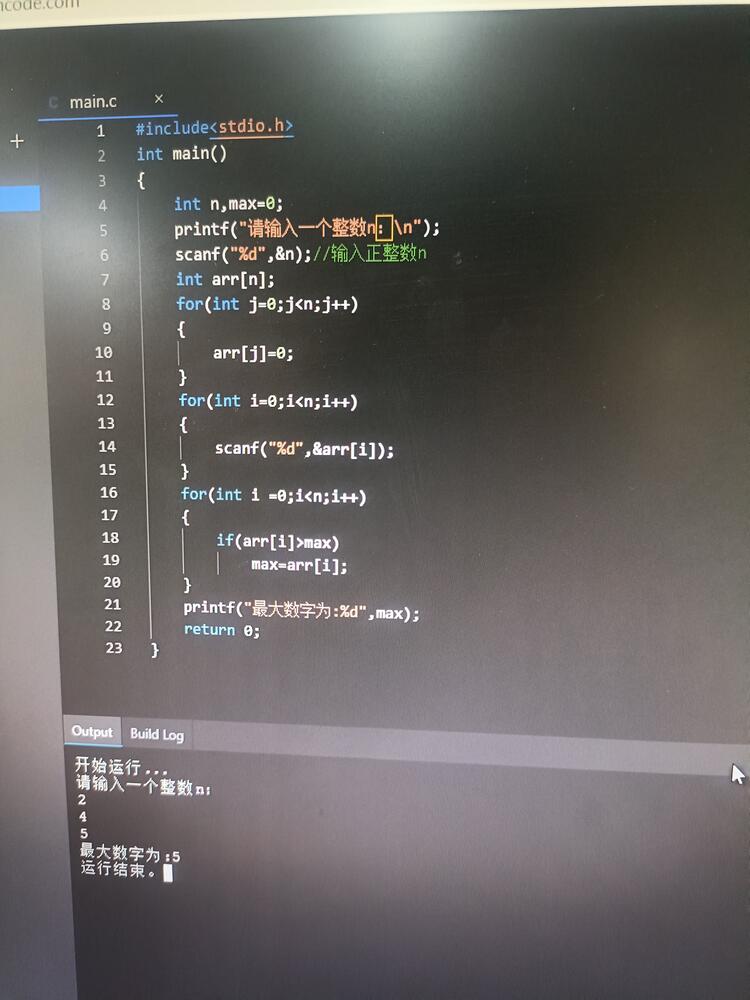 ncode.com
C main.c ×
+
1 #include<stdio.h>
2 int main()
3 {
4 int n,max=0;
5 printf("请输入一个整数n：\n");
6 scanf("%d",&n);//输入正整数n
7 int arr[n];
8 for(int j=0;j<n;j++)
9 {
10 arr[j]=0;
11 }
12 for(int i=0;i<n;i++)
13 {
14 scanf("%d",&arr[i]);
15 }
16 for(int i =0;i<n;i++)
17 {
18 if(arr[i]>max)
19 max=arr[i];
20 }
21 printf("最大数字为:%d",max);
22 return 0;
23 }
Output Build Log
开始运行...
请输入一个整数n：
2
4
5
最大数字为:5
运行结束。